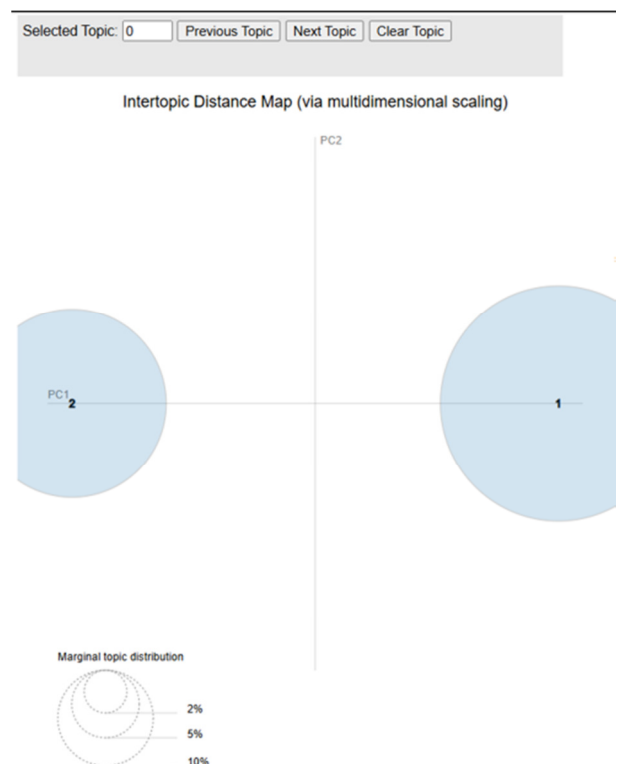 Selected Topic: 0 Previous Topic Next Topic Clear Topic
Intertopic Distance Map (via multidimensional scaling)
PC2
PC1
2
1
Marginal topic distribution
2%
5%
10%